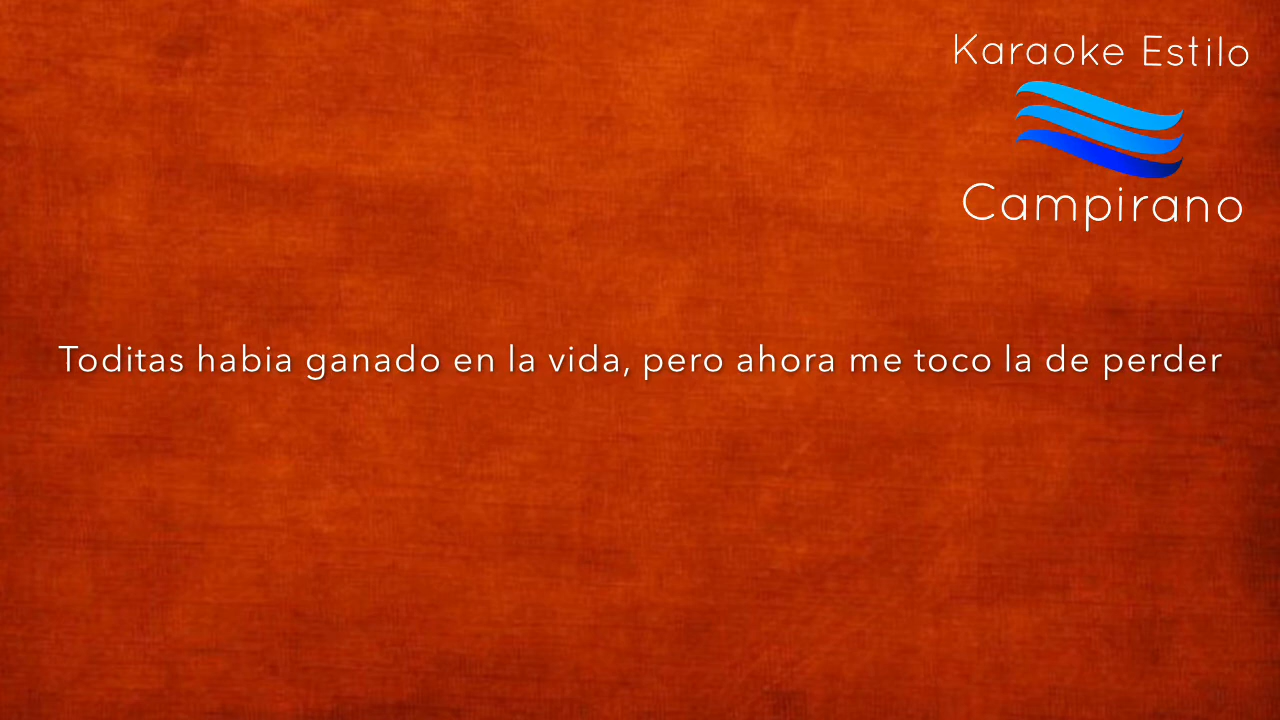 Karaoke Estilo
Campirano
Toditas habia ganado en la vida, pero ahora me toco la de perder